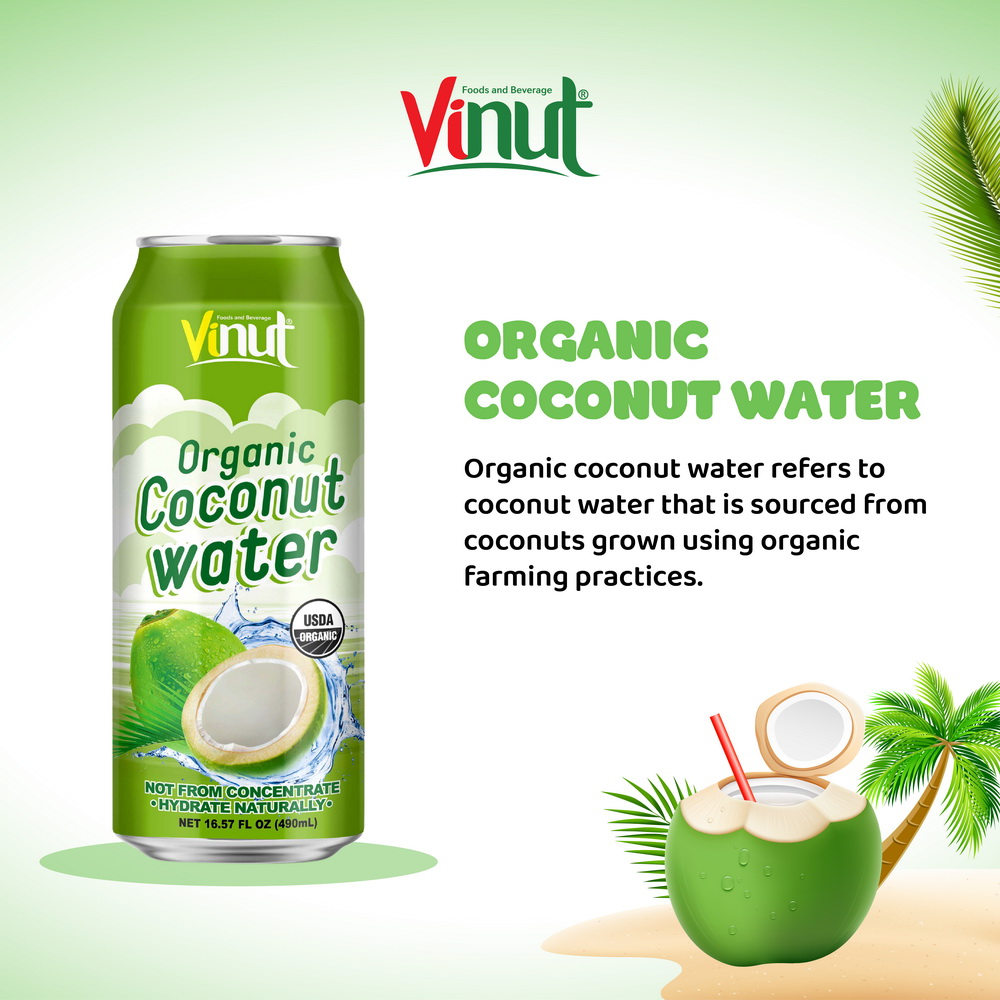 Foods and Beverage
Vinut®
Foods and Beverage
Vinut®
Organic
Coconut
water
USDA
ORGANIC
NOT FROM CONCENTRATE
•HYDRATE NATURALLY•
NET 16.57 FL OZ (490mL)
ORGANIC
COCONUT WATER
Organic coconut water refers to
coconut water that is sourced from
coconuts grown using organic
farming practices.